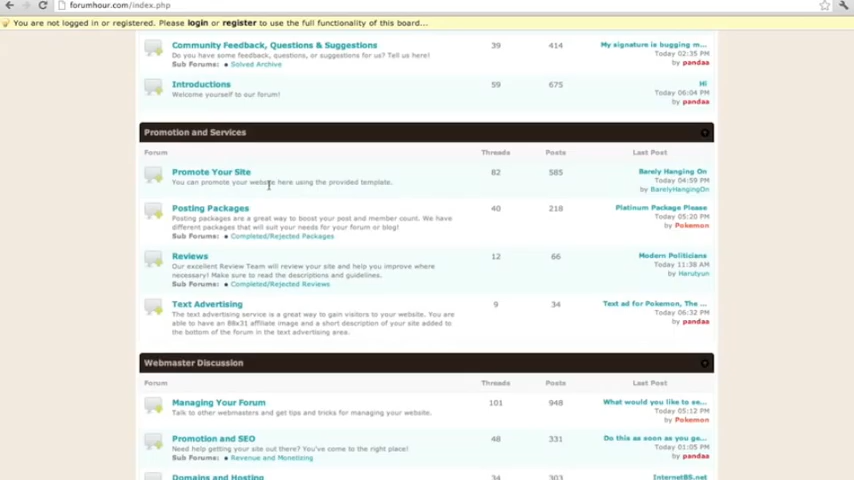 forumhour.com/index.php
You are not logged in or registered. Please login or register to use the full functionality of this board...
Community Feedback, Questions & Suggestions 39 414 My signature is bugging m...
Do you have some feedback, questions, or suggestions for us? Tell us here! Today 02:35 PM
Sub Forums: Solved Archive by pandaa
Introductions 59 675 Hi
Welcome yourself to our forum! Today 06:04 PM
by pandaa
Promotion and Services
Forum Threads Posts Last Post
Promote Your Site 82 585 Barely Hanging On
You can promote your website here using the provided template. Today 04:59 PM
by BarelyHangingOn
Posting Packages 40 218 Platinum Package Please
Posting packages are a great way to boost your post and member count. We have Today 05:20 PM
different packages that will suit your needs for your forum or blog! by Pokemon
Sub Forums: Completed/Rejected Packages
Reviews 12 66 Modern Politicians
Our excellent Review Team will review your site and help you improve where Today 11:38 AM
necessary! Make sure to read the descriptions and guidelines. by Harutyun
Sub Forums: Completed/Rejected Reviews
Text Advertising 9 34 Text ad for Pokemon, The ...
The text advertising service is a great way to gain visitors to your website. You are Today 06:32 PM
able to have an 88x31 affiliate image and a short description of your site added to by pandaa
the bottom of the forum in the text advertising area.
Webmaster Discussion
Forum Threads Posts Last Post
Managing Your Forum 101 948 What would you like to se...
Talk to other webmasters and get tips and tricks for managing your website. Today 05:12 PM
by Pokemon
Promotion and SEO 48 331 Do this as soon as you ge...
Need help getting your site out there? You've come to the right place! Today 01:05 PM
Sub Forums: Revenue and Monetizing by pandaa
Domains and Hosting 34 303 InternetBS.net